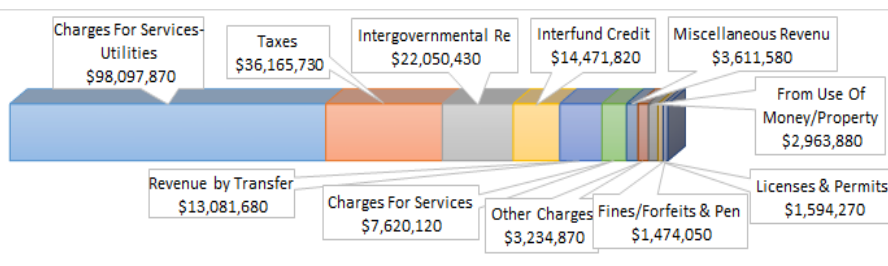 Charges For Services-
Utilities
$98,097,870
Taxes
$36,165,730
Intergovernmental Re
$22,050,430
Interfund Credit
$14,471,820
Miscellaneous Revenu
$3,611,580
From Use Of
Money/Property
$2,963,880
Revenue by Transfer
$13,081,680
Charges For Services
$7,620,120
Other Charges
$3,234,870
Fines/Forfeits & Pen
$1,474,050
Licenses & Permits
$1,594,270